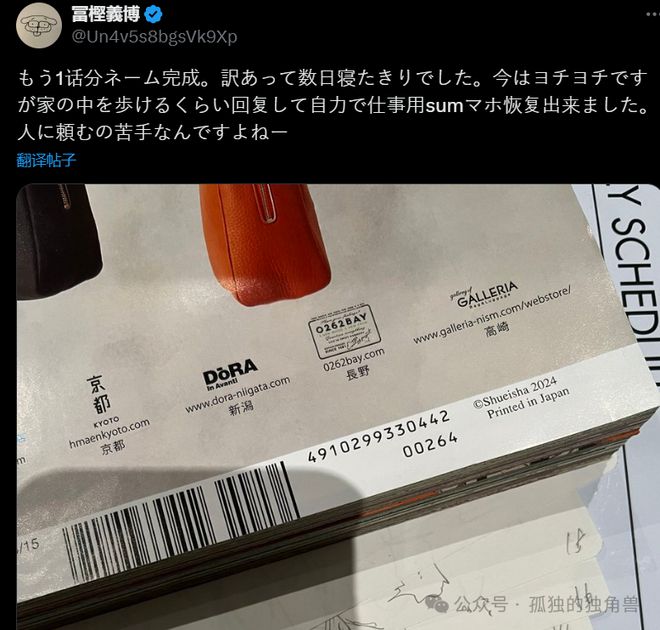 冨樫義博
@Un4v5s8bgsVk9Xp
もう1话分ネーム完成。訳あって数日寝たきりでした。今はヨチヨチです
が家の中を歩けるくらい回复して自力で仕事用sumマホ恢复出来ました。
人に頼むの苦手なんですよねー
翻译帖子
Y SCHEDU
gallery of
GALLERIA
www.galleria-nism.com/webstore/
高崎
0262BAY
0262bay.com
長野
DoRA
In Avanti
www.dora-niigata.com
新潟
京都
KYOTO
hmaenkyoto.com
京都
©Shueisha 2024
Printed in Japan
4910299330442
00264
/15
15
16
公众号 · 孤独的独角兽